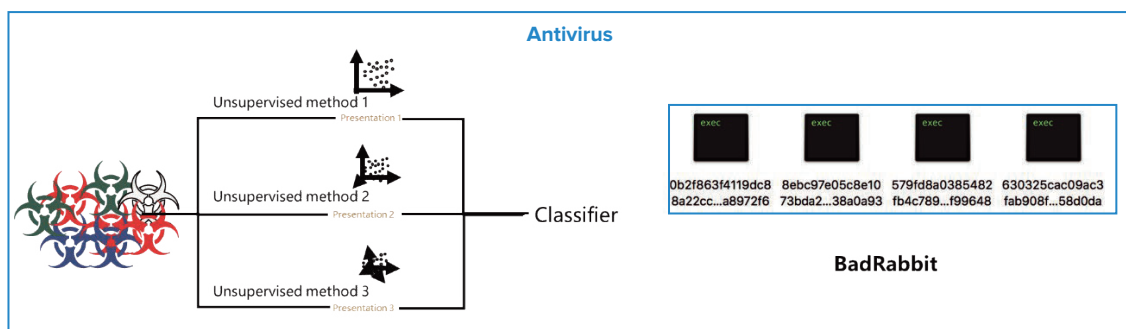 Antivirus
Unsupervised method 1
Presentation 1
Unsupervised method 2
Presentation 2
Unsupervised method 3
Presentation 3
Classifier
exec exec exec exec
0b2f863f4119dc8 8ebc97e05c8e10 579fd8a0385482 630325cac09ac3
8a22cc...a8972f6 73bda2...38a0a93 fb4c789...f99648 fab908f...58d0da
BadRabbit